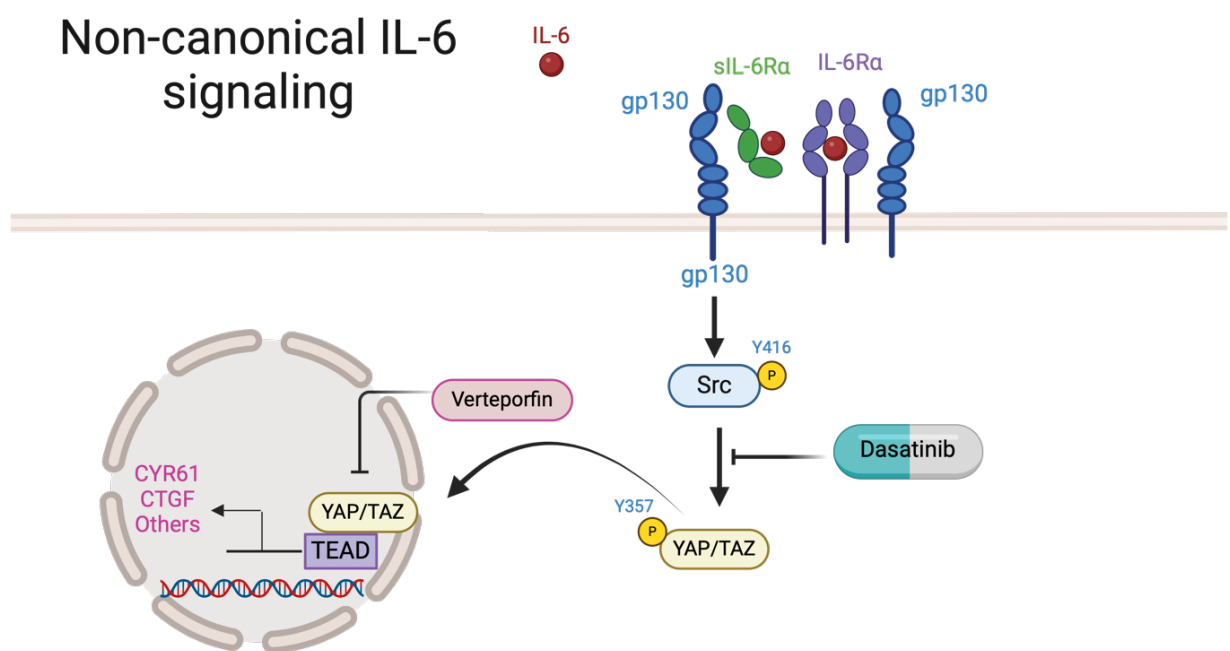 Non-canonical IL-6
signaling
IL-6
sIL-6Rα
IL-6Rα
gp130
gp130
gp130
Y416
Src
P
Verteporfin
Dasatinib
CYR61
CTGF
Others
YAP/TAZ
TEAD
Y357
P
YAP/TAZ